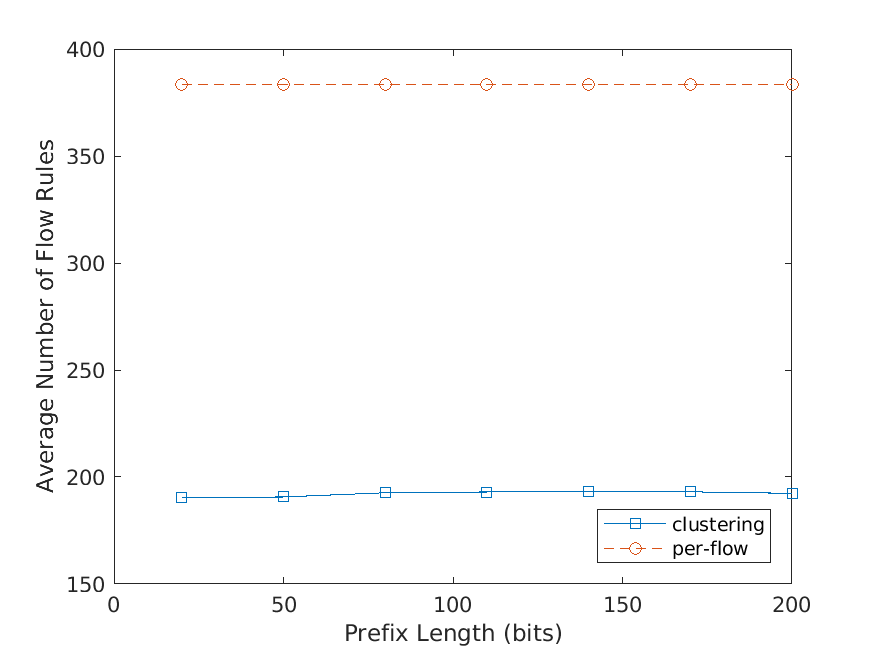 400
350
300
250
200
150
0
50
100
150
200
Average Number of Flow Rules
Prefix Length (bits)
clustering
per-flow